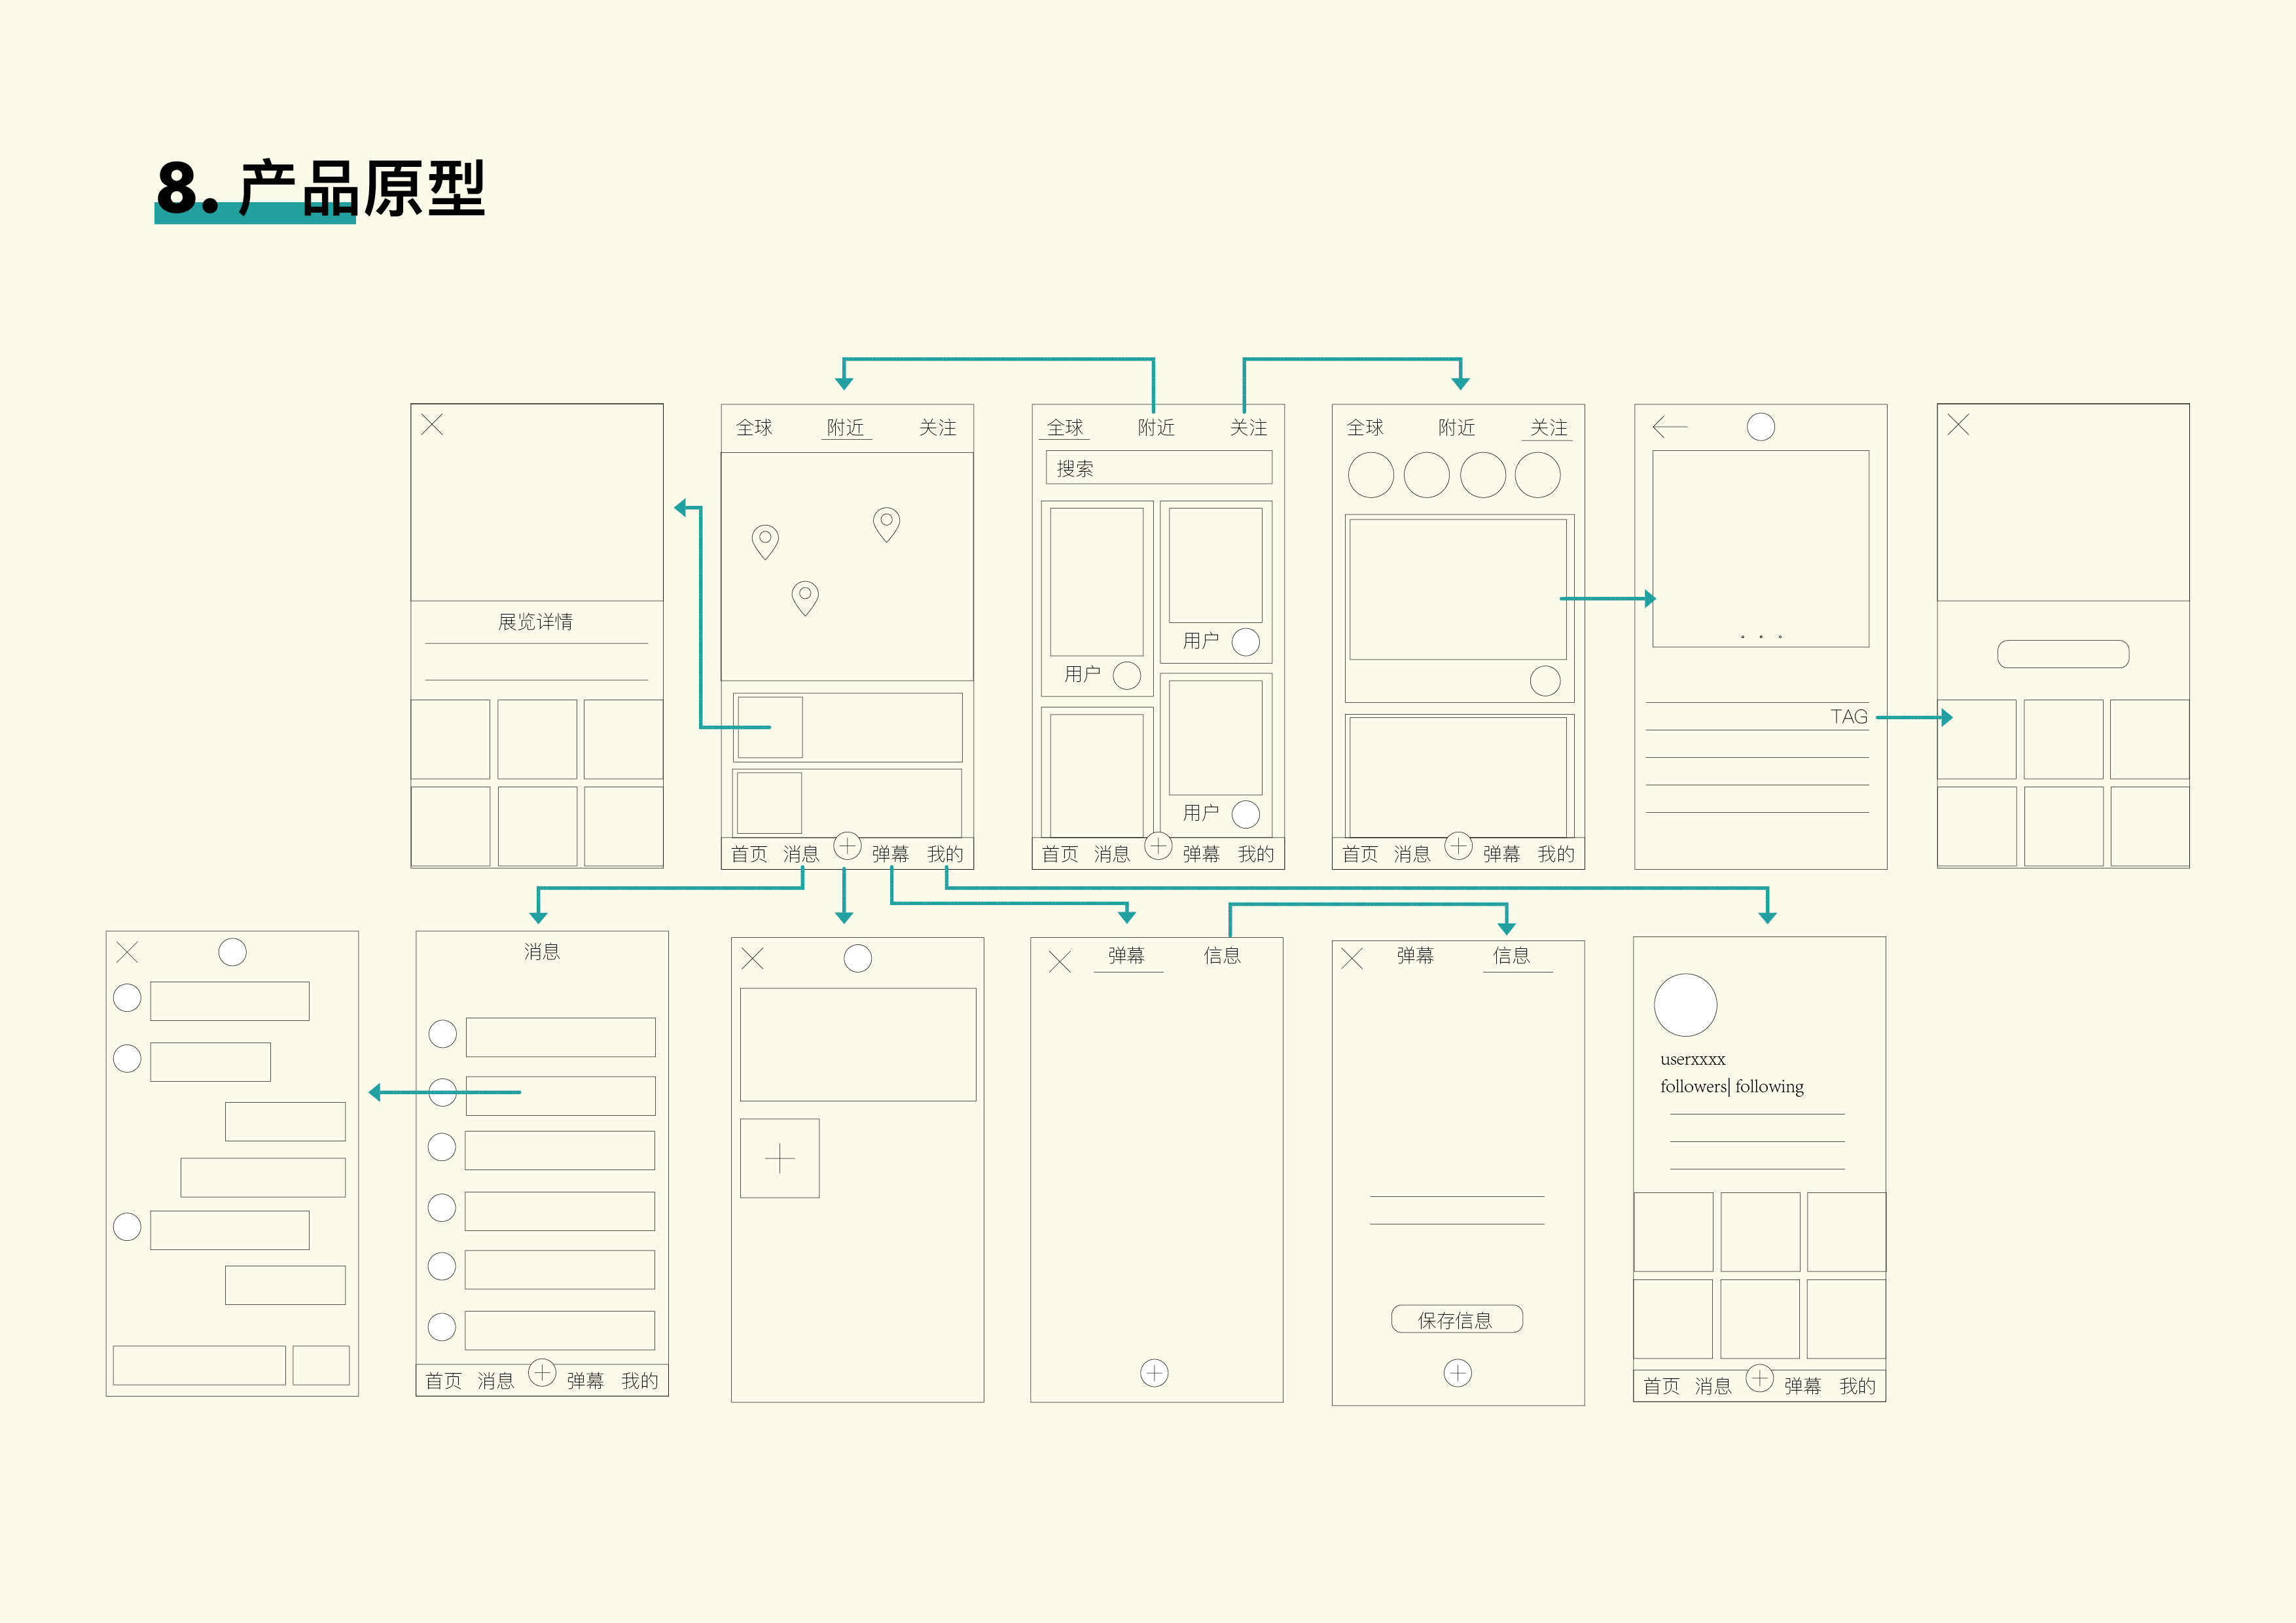 8. 产品原型
展览详情
全球 附近 关注
首页 消息 弹幕 我的
全球 附近 关注
搜索
用户
用户
用户
首页 消息 弹幕 我的
全球 附近 关注
首页 消息 弹幕 我的
TAG
消息
首页 消息 弹幕 我的
弹幕 信息
弹幕 信息
保存信息
userxxxx
followers| following
首页 消息 弹幕 我的